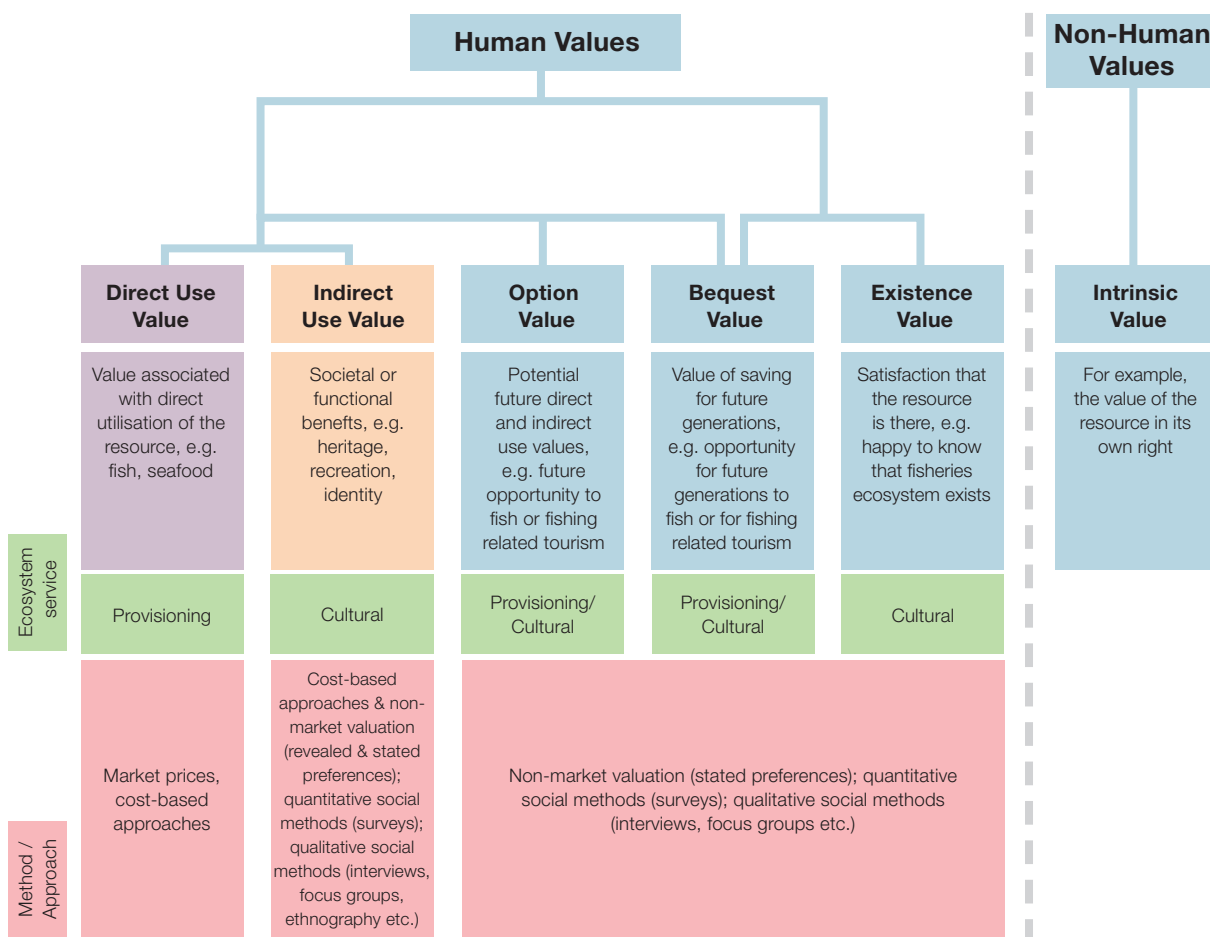 Human Values
Non-Human
Values
Direct Use
Value
Indirect
Use Value
Option
Value
Bequest
Value
Existence
Value
Intrinsic
Value
Value associated
with direct
utilisation of the
resource, e.g.
fish, seafood
Societal or
functional
benefts, e.g.
heritage,
recreation,
identity
Potential
future direct
and indirect
use values,
e.g. future
opportunity to
fish or fishing
related tourism
Value of saving
for future
generations,
e.g. opportunity
for future
generations to
fish or for fishing
related tourism
Satisfaction that
the resource
is there, e.g.
happy to know
that fisheries
ecosystem exists
For example,
the value of the
resource in its
own right
Ecosystem
service
Provisioning
Cultural
Provisioning/
Cultural
Provisioning/
Cultural
Cultural
Method /
Approach
Market prices,
cost-based
approaches
Cost-based
approaches & non-
market valuation
(revealed & stated
preferences);
quantitative social
methods (surveys);
qualitative social
methods (interviews,
focus groups,
ethnography etc.)
Non-market valuation (stated preferences); quantitative
social methods (surveys); qualitative social methods
(interviews, focus groups etc.)